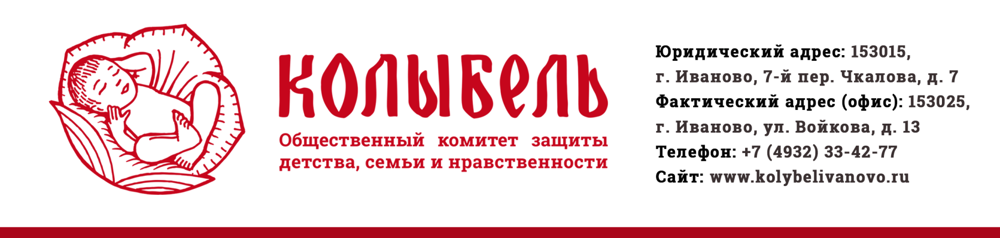 КОЛЫБЕЛЬ
Общественный комитет защиты
детства, семьи и нравственности
Юридический адрес: 153015,
г. Иваново, 7-й пер. Чкалова, д. 7
Фактический адрес (офис): 153025,
г. Иваново, ул. Войкова, д. 13
Телефон: +7 (4932) 33-42-77
Сайт: www.kolybelivanovo.ru